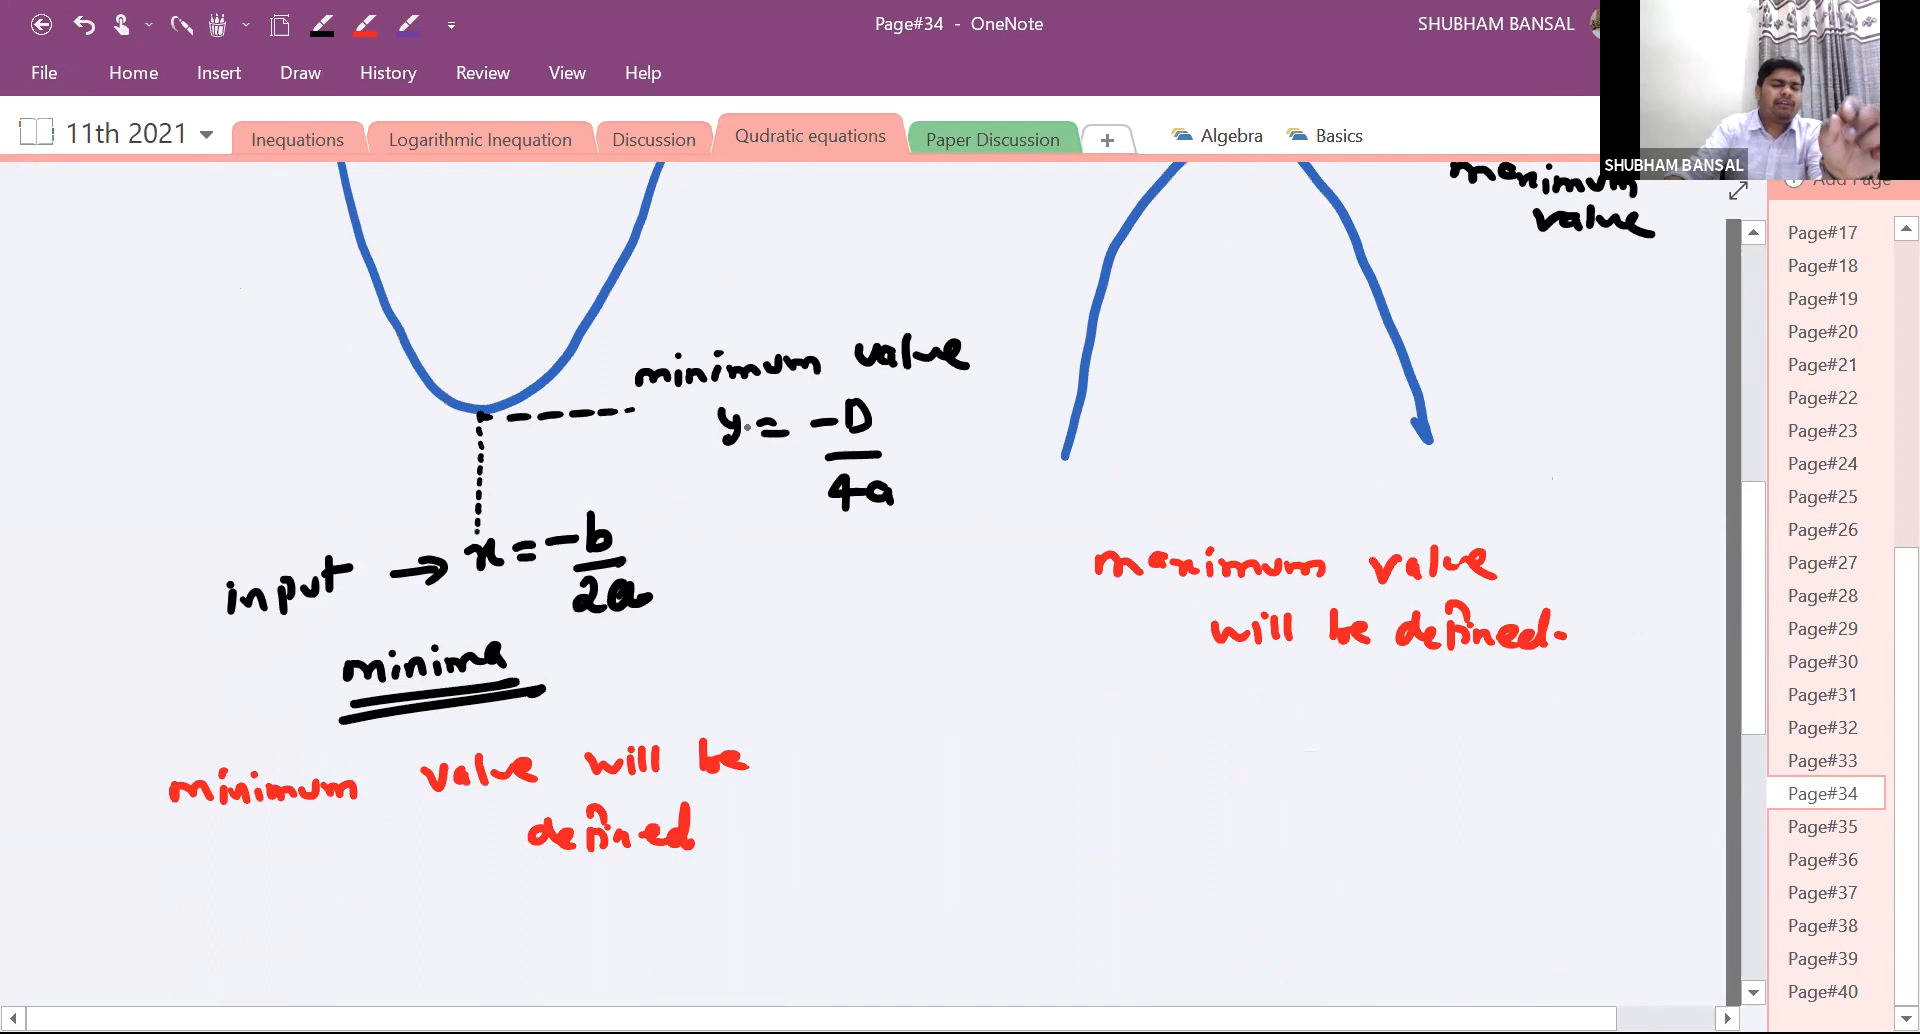 Page#34 - OneNote
SHUBHAM BANSAL
File Home Insert Draw History Review View Help
11th 2021
Inequations
Logarithmic Inequation
Discussion
Qudratic equations
Paper Discussion
Algebra
Basics
SHUBHAM BANSAL
Add Page
maximum
value
minimum value
y = -D
4a
input → x = -b
2a
minima
minimum value will be
defined
maximum value
will be defined.
Page#17
Page#18
Page#19
Page#20
Page#21
Page#22
Page#23
Page#24
Page#25
Page#26
Page#27
Page#28
Page#29
Page#30
Page#31
Page#32
Page#33
Page#34
Page#35
Page#36
Page#37
Page#38
Page#39
Page#40